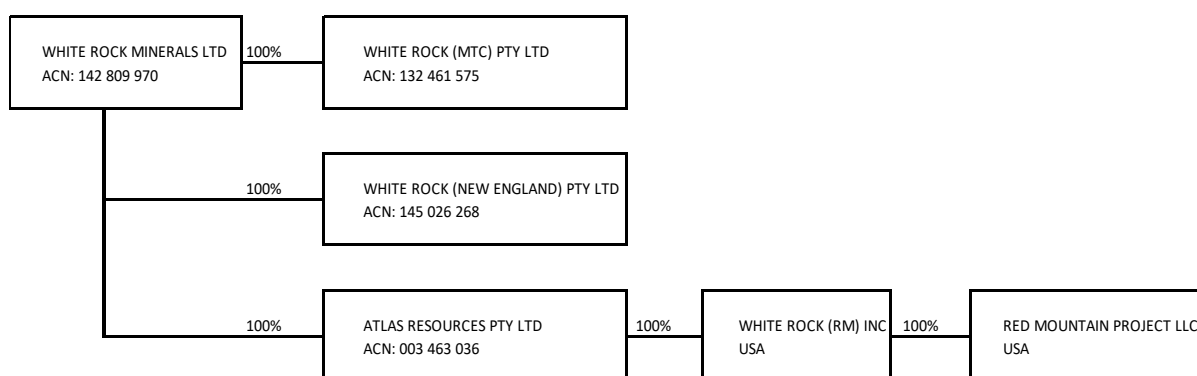 WHITE ROCK MINERALS LTD
ACN: 142 809 970
100%
WHITE ROCK (MTC) PTY LTD
ACN: 132 461 575
100%
WHITE ROCK (NEW ENGLAND) PTY LTD
ACN: 145 026 268
100%
ATLAS RESOURCES PTY LTD
ACN: 003 463 036
100%
WHITE ROCK (RM) INC
USA
100%
RED MOUNTAIN PROJECT LLC
USA